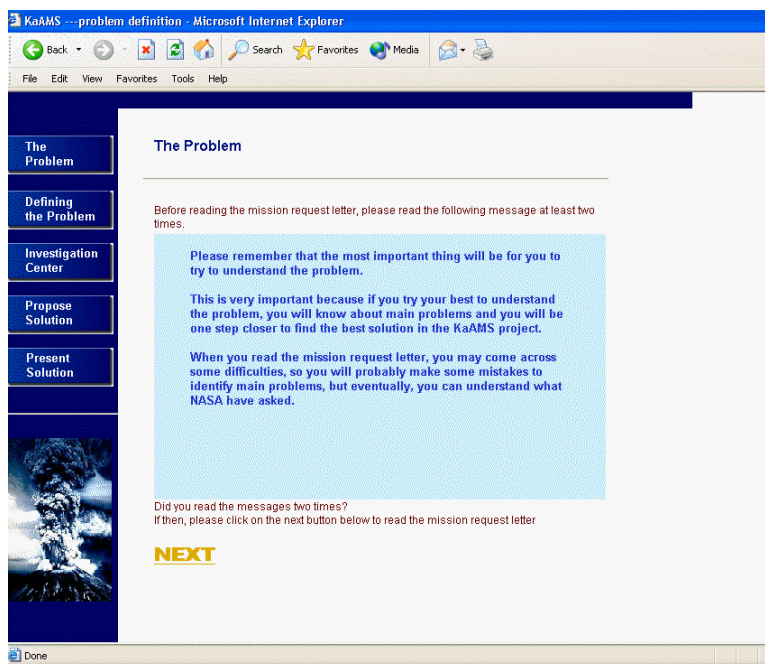 KaAMS ---problem definition - Microsoft Internet Explorer
Back Search Favorites Media
File Edit View Favorites Tools Help
The
Problem
Defining
the Problem
Investigation
Center
Propose
Solution
Present
Solution
The Problem
Before reading the mission request letter, please read the following message at least two
times.
Please remember that the most important thing will be for you to
try to understand the problem.
This is very important because if you try your best to understand
the problem, you will know about main problems and you will be
one step closer to find the best solution in the KaAMS project.
When you read the mission request letter, you may come across
some difficulties, so you will probably make some mistakes to
identify main problems, but eventually, you can understand what
NASA have asked.
Did you read the messages two times?
If then, please click on the next button below to read the mission request letter
NEXT
Done